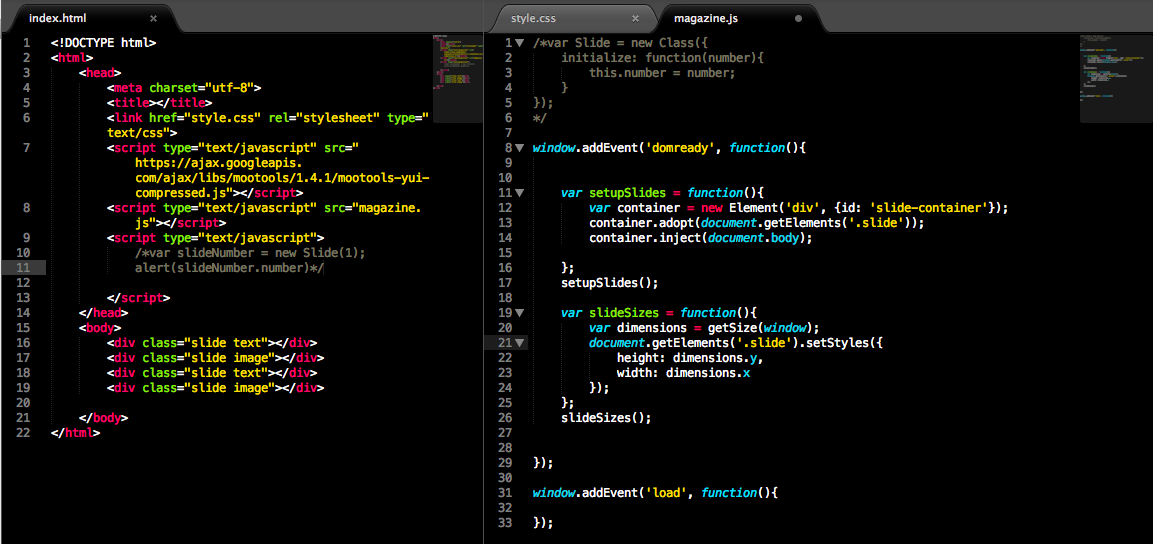 index.html ×
1 <!DOCTYPE html>
2 <html>
3 <head>
4 <meta charset="utf-8">
5 <title></title>
6 <link href="style.css" rel="stylesheet" type="
text/css">
7 <script type="text/javascript" src="
https://ajax.googleapis.
com/ajax/libs/mootools/1.4.1/mootools-yui-
compressed.js"></script>
8 <script type="text/javascript" src="magazine.
js"></script>
9 <script type="text/javascript">
10 /*var slideNumber = new Slide(1);
11 alert(slideNumber.number)*/
12
13 </script>
14 </head>
15 <body>
16 <div class="slide text"></div>
17 <div class="slide image"></div>
18 <div class="slide text"></div>
19 <div class="slide image"></div>
20
21 </body>
22 </html>
style.css × magazine.js
1 /*var Slide = new Class({
2 initialize: function(number){
3 this.number = number;
4 }
5 });
6 */
7
8 window.addEvent('domready', function(){
9
10
11 var setupSlides = function(){
12 var container = new Element('div', {id: 'slide-container'});
13 container.adopt(document.getElements('.slide'));
14 container.inject(document.body);
15
16 };
17 setupSlides();
18
19 var slideSizes = function(){
20 var dimensions = getSize(window);
21 document.getElements('.slide').setStyles({
22 height: dimensions.y,
23 width: dimensions.x
24 });
25 };
26 slideSizes();
27
28
29 });
30
31 window.addEvent('load', function(){
32
33 });